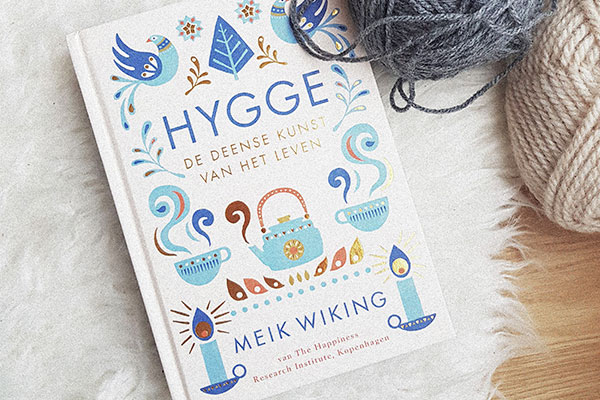 HYGGE
DE DEENSE KUNST
VAN HET LEVEN
MEIK WIKING
van The Happiness
Research Institute, Kopenhagen